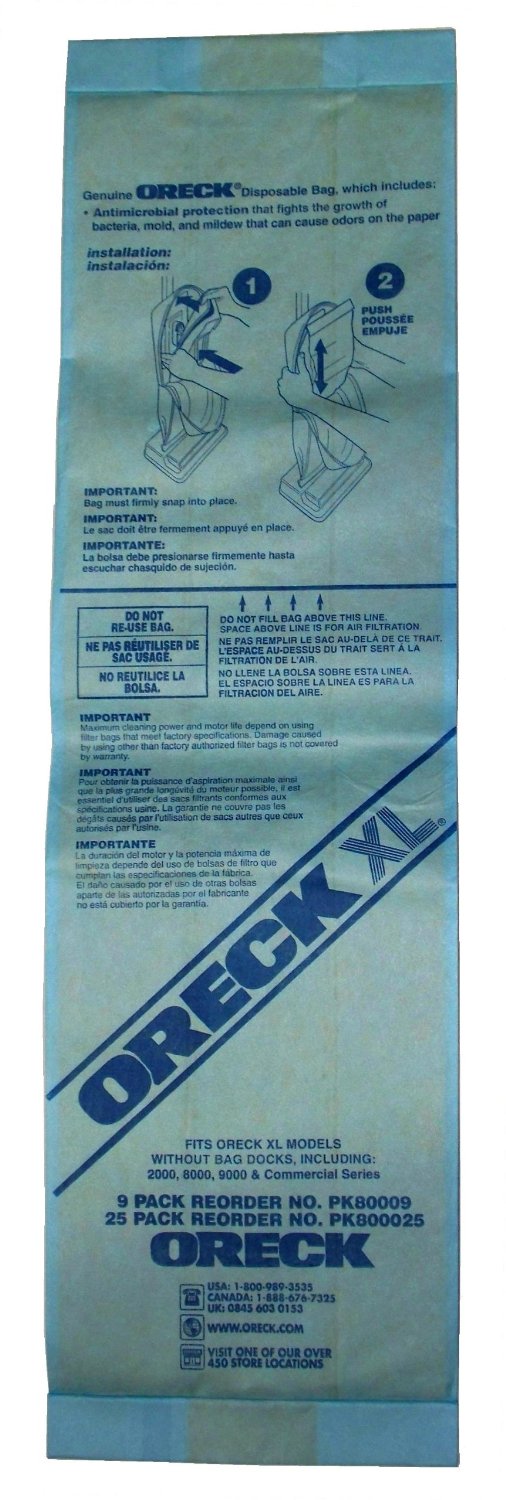 Genuine ORECK® Disposable Bag, which includes:
• Antimicrobial protection that fights the growth of
bacteria, mold, and mildew that can cause odors on the paper
installation:
instalación:
1
2
PUSH
POUSSÉE
EMPUJE
IMPORTANT:
Bag must firmly snap into place.
IMPORTANT:
Le sac doit être fermement appuyé en place.
IMPORTANTE:
La bolsa debe presionarse firmemente hasta
escuchar chasquido de sujeción.
DO NOT
RE-USE BAG.
NE PAS RÉUTILISER DE
SAC USAGÉ.
NO REUTILICE LA
BOLSA.
DO NOT FILL BAG ABOVE THIS LINE.
SPACE ABOVE LINE IS FOR AIR FILTRATION.
NE PAS REMPLIR LE SAC AU-DELÀ DE CE TRAIT.
L'ESPACE AU-DESSUS DU TRAIT SERT À LA
FILTRATION DE L'AIR.
NO LLENE LA BOLSA SOBRE ESTA LINEA.
EL ESPACIO SOBRE LA LINEA ES PARA LA
FILTRACION DEL AIRE.
IMPORTANT
Maximum cleaning power and motor life depend on using
filter bags that meet factory specifications. Damage caused
by using other than factory authorized filter bags is not covered
by warranty.
IMPORTANT
Pour obtenir la puissance d'aspiration maximale ainsi
que la plus grande longévité du moteur possible, il est
essentiel d'utiliser des sacs filtrants conformes aux
spécifications usine. La garantie ne couvre pas les
dégâts causés par l'utilisation de sacs autres que ceux
autorisés par l'usine.
IMPORTANTE
La duración del motor y la potencia máxima de
limpieza depende del uso de bolsas de filtro que
cumplan las especificaciones de la fábrica.
El daño causado por el uso de otras bolsas
aparte de las autorizadas por el fabricante
no está cubierto por la garantía.
ORECK XL®
FITS ORECK XL MODELS
WITHOUT BAG DOCKS, INCLUDING:
2000, 8000, 9000 & Commercial Series
9 PACK REORDER NO. PK80009
25 PACK REORDER NO. PK800025
ORECK
USA: 1-800-989-3535
CANADA: 1-888-676-7325
UK: 0845 603 0153
WWW.ORECK.COM
VISIT ONE OF OUR OVER
450 STORE LOCATIONS